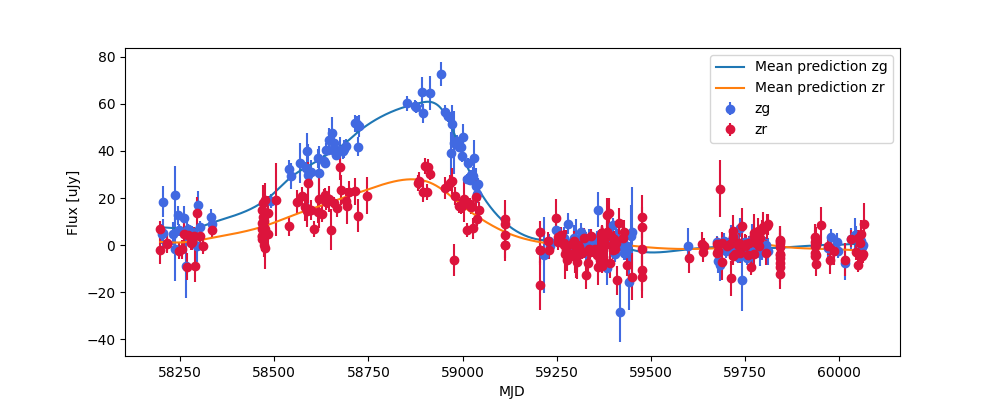 Flux [uJy]
80
60
40
20
0
−20
−40
58250
58500
58750
59000
59250
59500
59750
60000
MJD
Mean prediction zg
Mean prediction zr
zg
zr